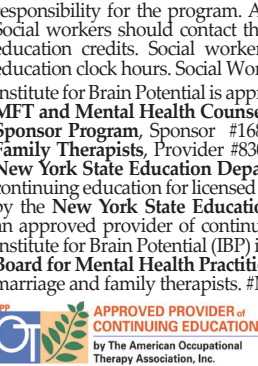 responsibility for the program. A
Social workers should contact th
education credits. Social worker
education clock hours. Social Wor
Institute for Brain Potential is appr
MFT and Mental Health Counse
Sponsor Program, Sponsor #168
Family Therapists, Provider #830
New York State Education Depa
continuing education for licensed
by the New York State Educatio
an approved provider of continu
Institute for Brain Potential (IBP) i
Board for Mental Health Practiti
marriage and family therapists. #M
APP
OT
APPROVED PROVIDER of
CONTINUING EDUCATION
by The American Occupational
Therapy Association, Inc.